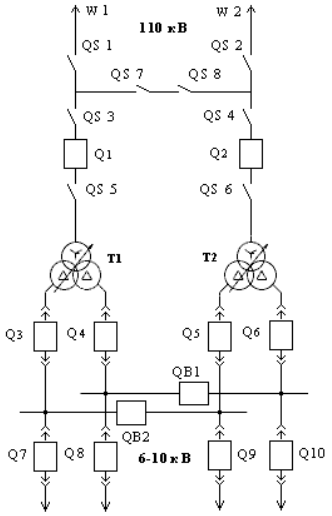 W 1 W 2
110 кВ
QS 1 QS 2
QS 7 QS 8
QS 3 QS 4
Q1 Q2
QS 5 QS 6
T1 T2
Q3 Q4 Q5 Q6
QB1
QB2
Q7 Q8 6-10 кВ Q9 Q10